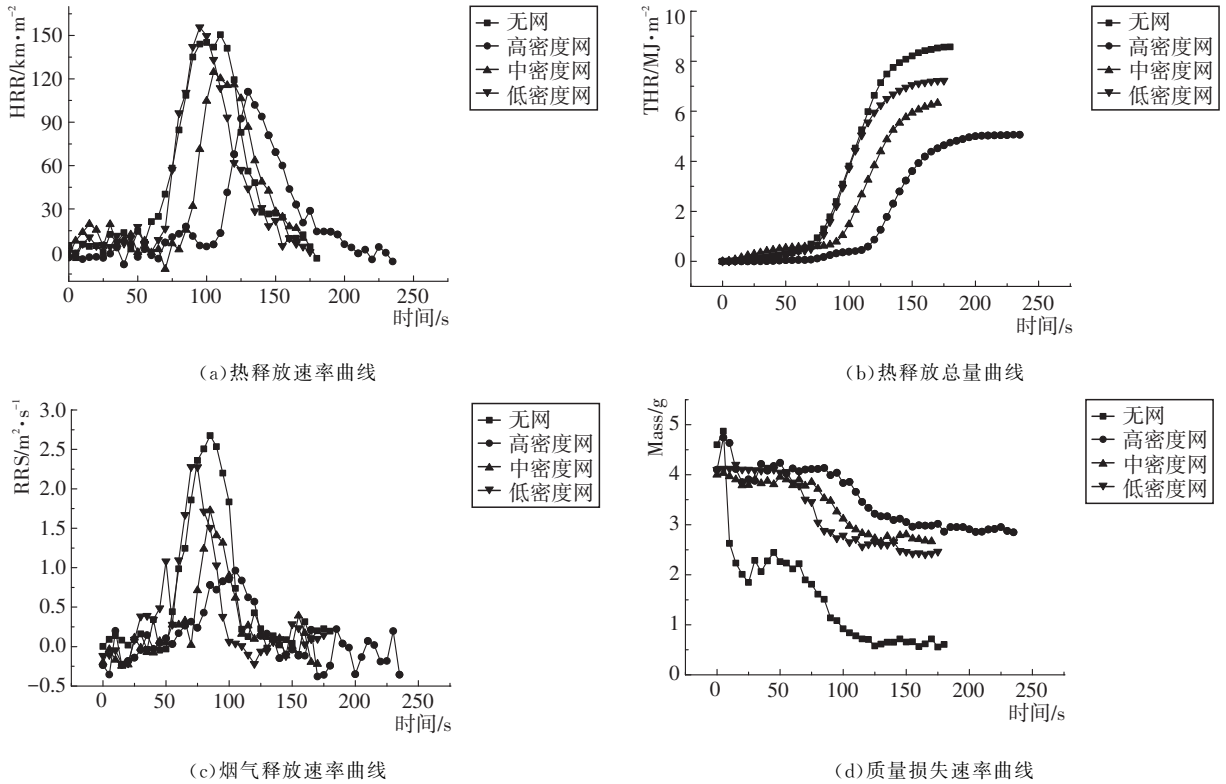 HRR/km·m⁻²
150
120
90
60
30
0
0
50
100
150
200
250
时间/s
无网
高密度网
中密度网
低密度网
(a)热释放速率曲线
THR/MJ·m⁻²
10
8
6
4
2
0
0
50
100
150
200
250
时间/s
无网
高密度网
中密度网
低密度网
(b)热释放总量曲线
RRS/m²·s⁻¹
3.0
2.5
2.0
1.5
1.0
0.5
0.0
−0.5
0
50
100
150
200
250
时间/s
无网
高密度网
中密度网
低密度网
(c)烟气释放速率曲线
Mass/g
5
4
3
2
1
0
0
50
100
150
200
250
时间/s
无网
高密度网
中密度网
低密度网
(d)质量损失速率曲线